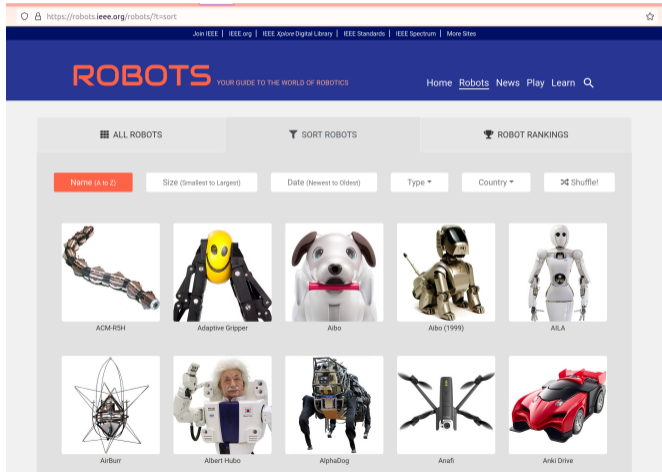 https://robots.ieee.org/robots/?t=sort
Join IEEE | IEEE.org | IEEE Xplore Digital Library | IEEE Standards | IEEE Spectrum | More Sites
ROBOTS YOUR GUIDE TO THE WORLD OF ROBOTICS
Home Robots News Play Learn
ALL ROBOTS SORT ROBOTS ROBOT RANKINGS
Name (A to Z) Size (Smallest to Largest) Date (Newest to Oldest) Type Country Shuffle!
ACM-R5H Adaptive Gripper Aibo Aibo (1999) AILA
AirBurr Albert Hubo AlphaDog Anafi Anki Drive